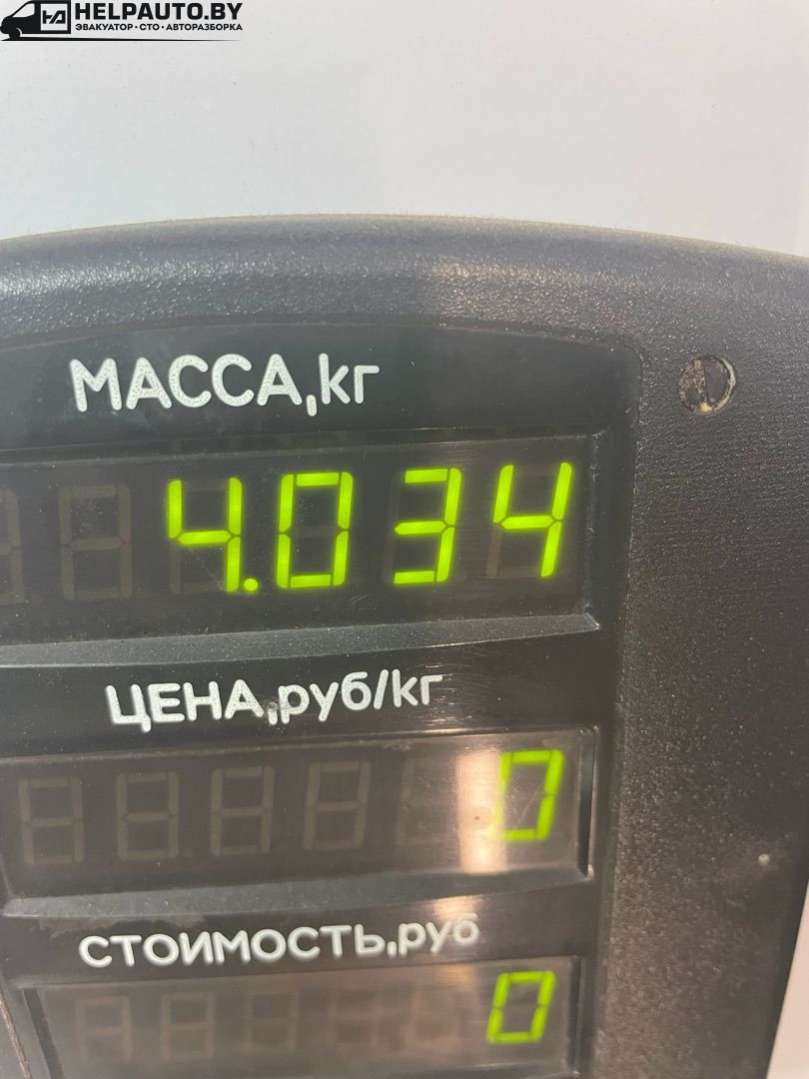 HELPAUTO.BY
ЭВАКУАТОР • СТО • АВТОРАЗБОРКА
МАССА,кг
4.034
ЦЕНА,руб/кг
0
СТОИМОСТЬ,руб
0